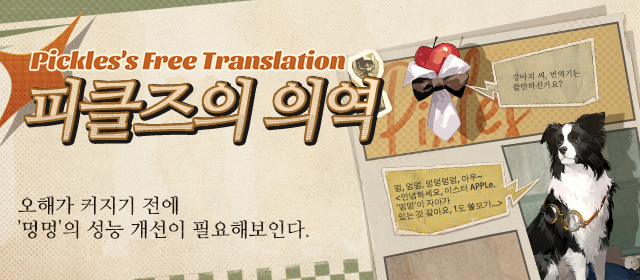 Pickles's Free Translation
피클즈의 의역
오해가 커지기 전에
'멍멍'의 성능 개선이 필요해보인다.
Pickles
강아지 씨, 번역기는
쓸만하신가요?
멍, 멍멍, 멍멍멍멍, 아우~
<안녕하세요, 미스터 APPLe.
'멍멍'이 자아가
있는 것 같아요, 1도 쓸모가...>